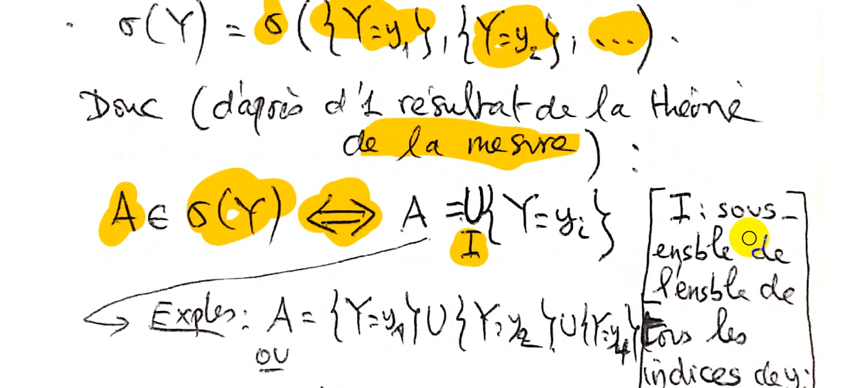 . σ(Y) = σ({Y=y₁}, {Y=y₂}, ...).
Donc (d'après d'1 résultat de la théorie
de la mesure) :
A ∈ σ(Y) ⟺ A = ∪{Y=yᵢ}
I
[I : sous-
ensble de
l'ensble de
tous les
indices de yᵢ
Exples : A = {Y=y₁} ∪ {Y=y₂} ∪ {Y=y₄}
ou